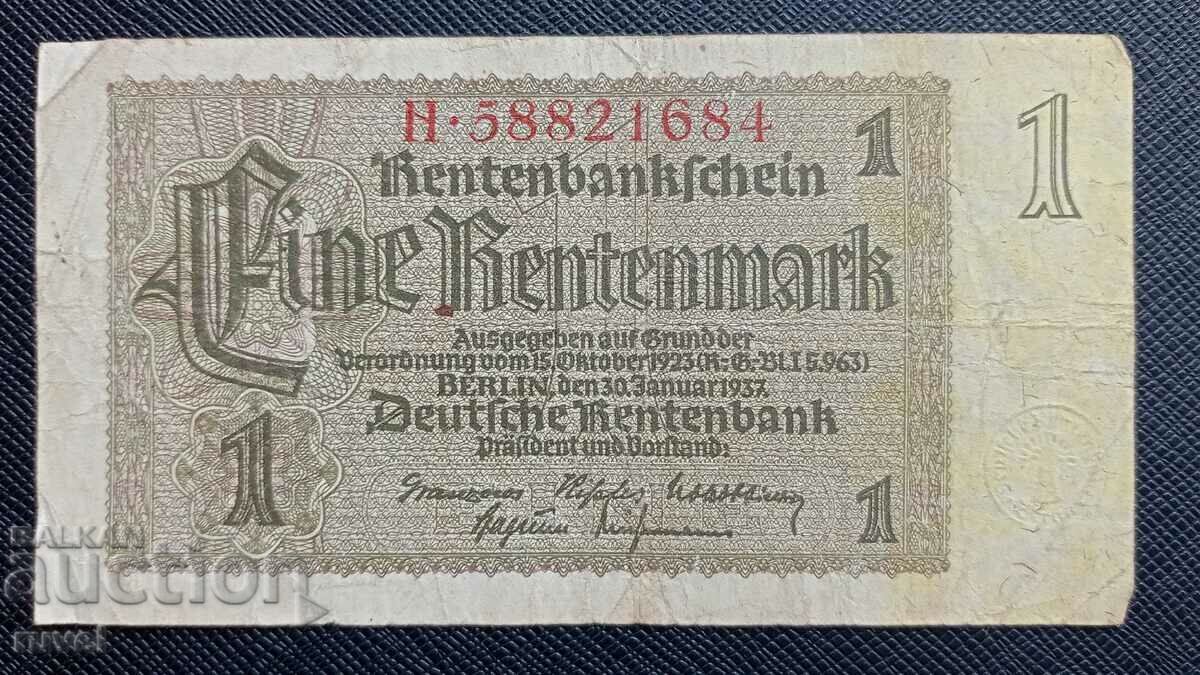 H·58821684
1
1
Rentenbankschein
Eine Rentenmark
Ausgegeben auf Grund der
Verordnung vom 15. Oktober 1923 (R.-G.-Bl. I S. 963)
BERLIN, den 30. Januar 1937.
Deutsche Rentenbank
Präsident und Vorstand:
1
1
BALKAN
auction